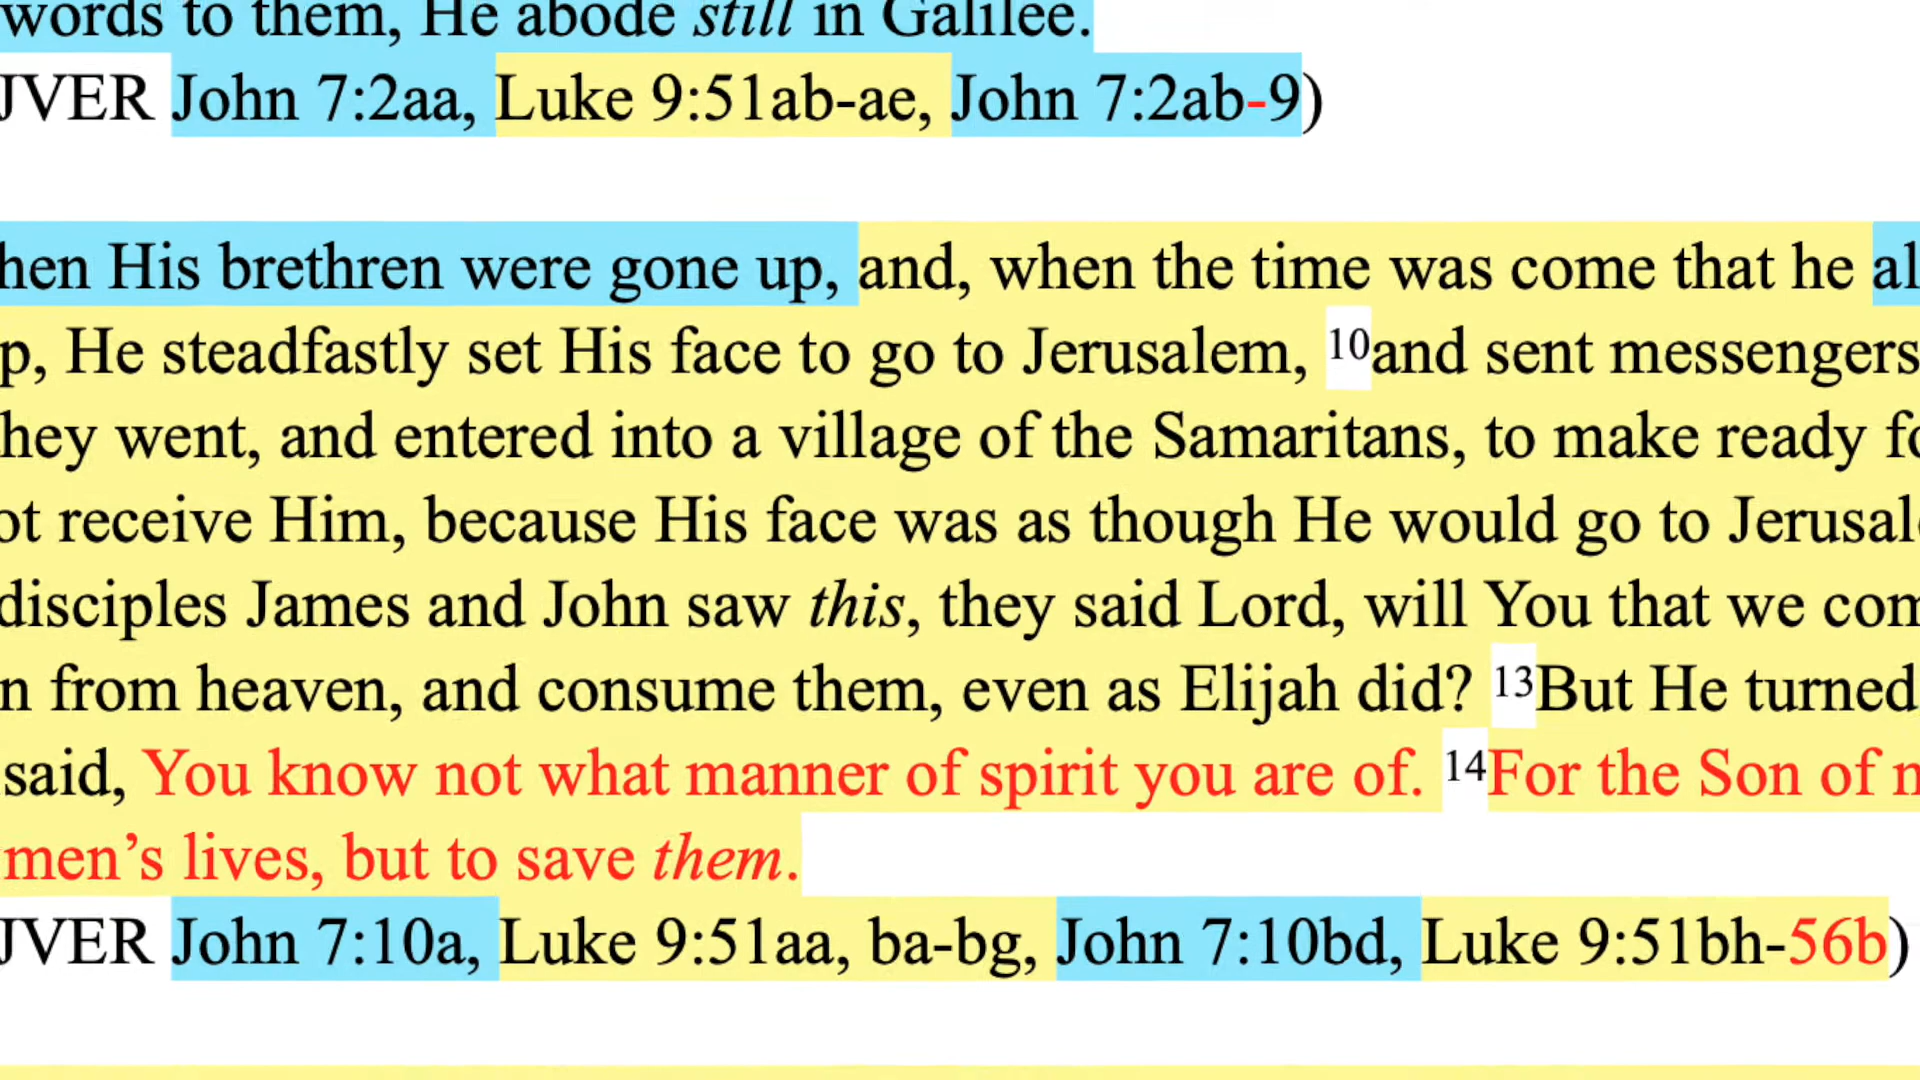 words to them, He abode still in Galilee.
JVER John 7:2aa, Luke 9:51ab-ae, John 7:2ab-9)
hen His brethren were gone up, and, when the time was come that he al
p, He steadfastly set His face to go to Jerusalem, 10and sent messengers
hey went, and entered into a village of the Samaritans, to make ready fo
ot receive Him, because His face was as though He would go to Jerusale
disciples James and John saw this, they said Lord, will You that we com
n from heaven, and consume them, even as Elijah did? 13But He turned
said, You know not what manner of spirit you are of. 14For the Son of m
men’s lives, but to save them.
JVER John 7:10a, Luke 9:51aa, ba-bg, John 7:10bd, Luke 9:51bh-56b)